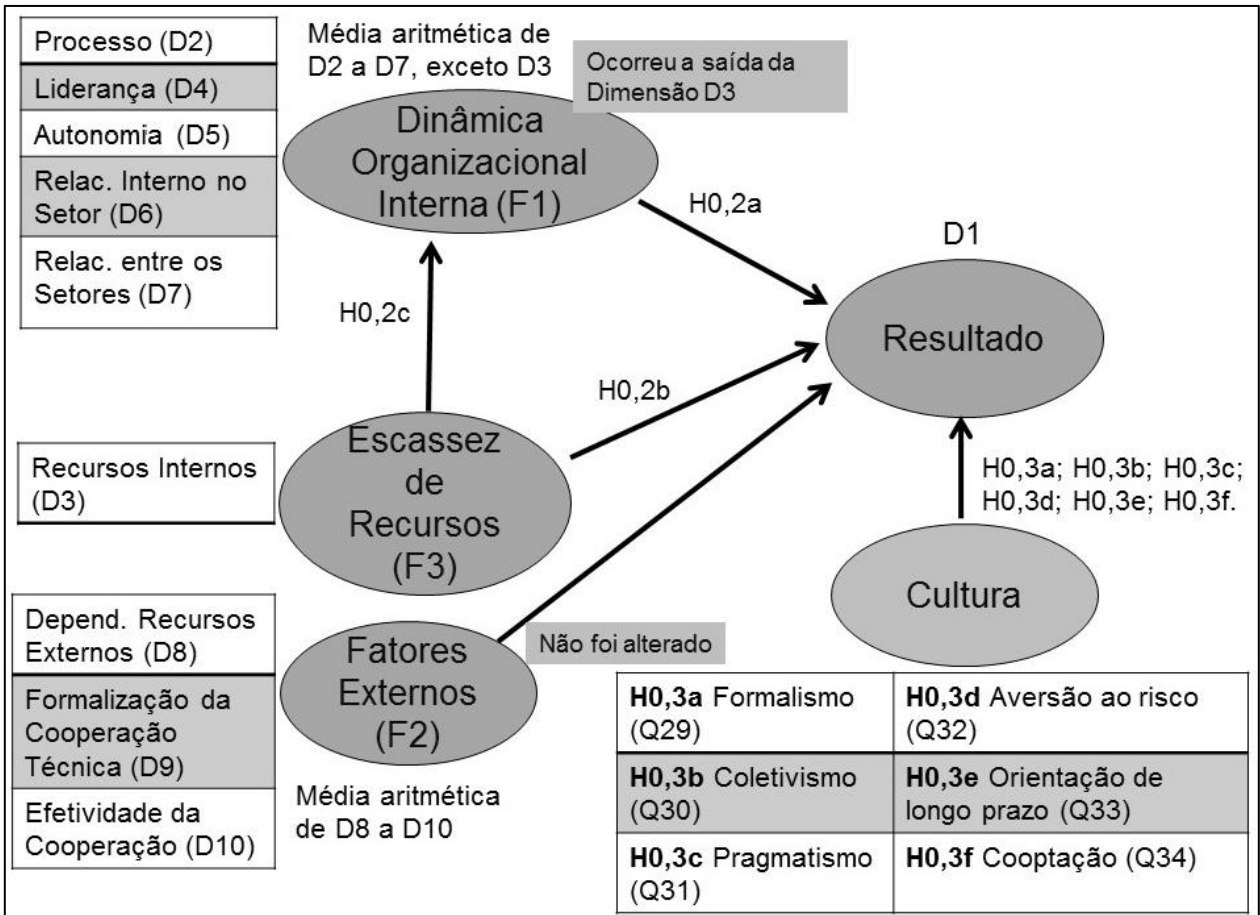 Processo (D2)
Liderança (D4)
Autonomia (D5)
Relac. Interno no
Setor (D6)
Relac. entre os
Setores (D7)
Média aritmética de
D2 a D7, exceto D3
Ocorreu a saída da
Dimensão D3
Dinâmica
Organizacional
Interna (F1)
H0,2a
D1
H0,2c
Resultado
H0,2b
Recursos Internos
(D3)
Escassez
de
Recursos
(F3)
H0,3a; H0,3b; H0,3c;
H0,3d; H0,3e; H0,3f.
Cultura
Depend. Recursos
Externos (D8)
Formalização da
Cooperação
Técnica (D9)
Efetividade da
Cooperação (D10)
Fatores
Externos
(F2)
Não foi alterado
Média aritmética
de D8 a D10
H0,3a Formalismo
(Q29)
H0,3d Aversão ao risco
(Q32)
H0,3b Coletivismo
(Q30)
H0,3e Orientação de
longo prazo (Q33)
H0,3c Pragmatismo
(Q31)
H0,3f Cooptação (Q34)